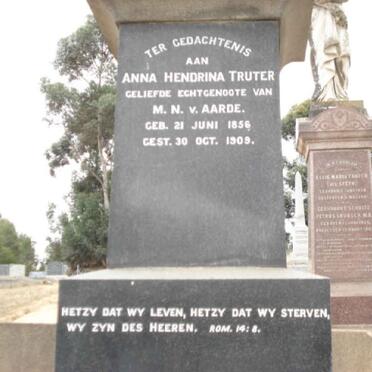 TER GEDACHTENIS
AAN
ANNA HENDRINA TRUTER
GELIEFDE ECHTGENOOTE VAN
M. N. v. AARDE.
GEB. 21 JUNI 1856
GEST. 30 OCT. 1909.
HETZY DAT WY LEVEN, HETZY DAT WY STERVEN,
WY ZYN DES HEEREN. ROM. 14:8.